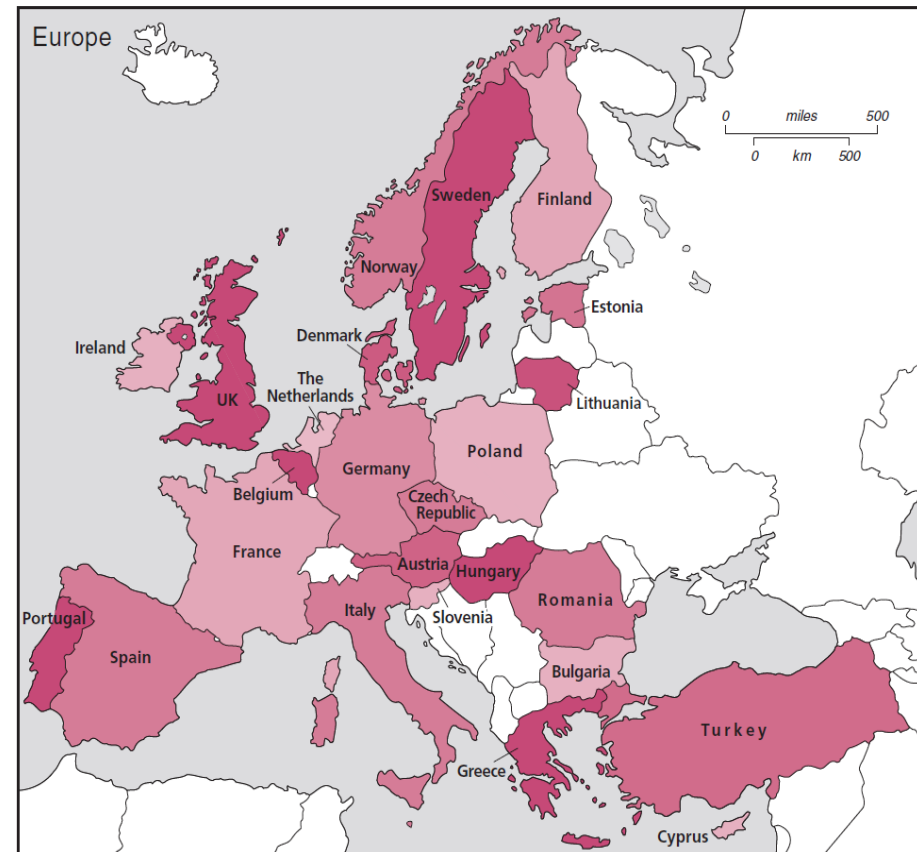 Europe
0 miles 500
0 km 500
Sweden
Finland
Norway
Estonia
Denmark
Ireland
The
Netherlands
Lithuania
UK
Poland
Germany
Belgium
Czech
Republic
France
Austria
Hungary
Romania
Italy
Slovenia
Portugal
Spain
Bulgaria
Turkey
Greece
Cyprus